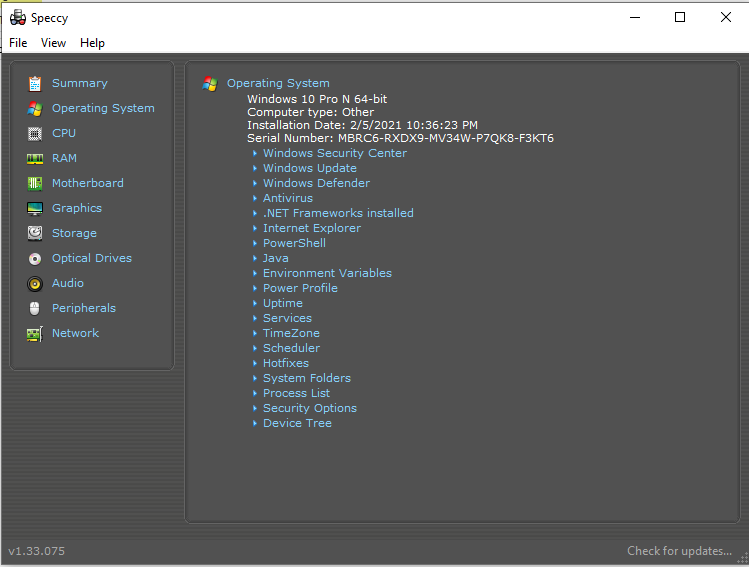 Speccy
File View Help
Summary
Operating System
CPU
RAM
Motherboard
Graphics
Storage
Optical Drives
Audio
Peripherals
Network
Operating System
Windows 10 Pro N 64-bit
Computer type: Other
Installation Date: 2/5/2021 10:36:23 PM
Serial Number: MBRC6-RXDX9-MV34W-P7QK8-F3KT6
Windows Security Center
Windows Update
Windows Defender
Antivirus
.NET Frameworks installed
Internet Explorer
PowerShell
Java
Environment Variables
Power Profile
Uptime
Services
TimeZone
Scheduler
Hotfixes
System Folders
Process List
Security Options
Device Tree
v1.33.075
Check for updates...